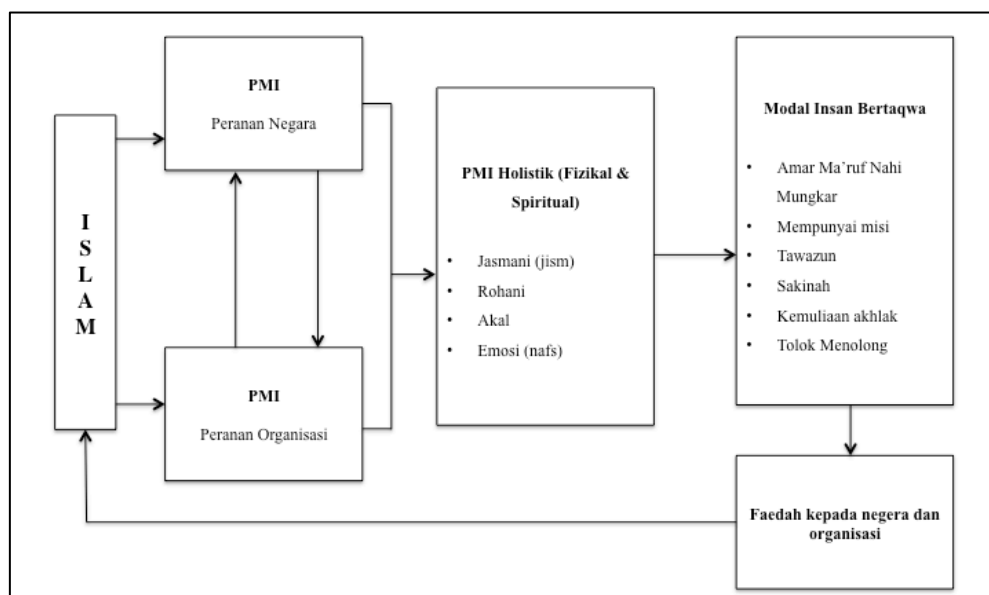 ISLAM
PMI
Peranan Negara
PMI
Peranan Organisasi
PMI Holistik (Fizikal &
Spiritual)
• Jasmani (jism)
• Rohani
• Akal
• Emosi (nafs)
Modal Insan Bertaqwa
• Amar Ma'ruf Nahi
Mungkar
• Mempunyai misi
• Tawazun
• Sakinah
• Kemuliaan akhlak
• Tolok Menolong
Faedah kepada negera dan
organisasi